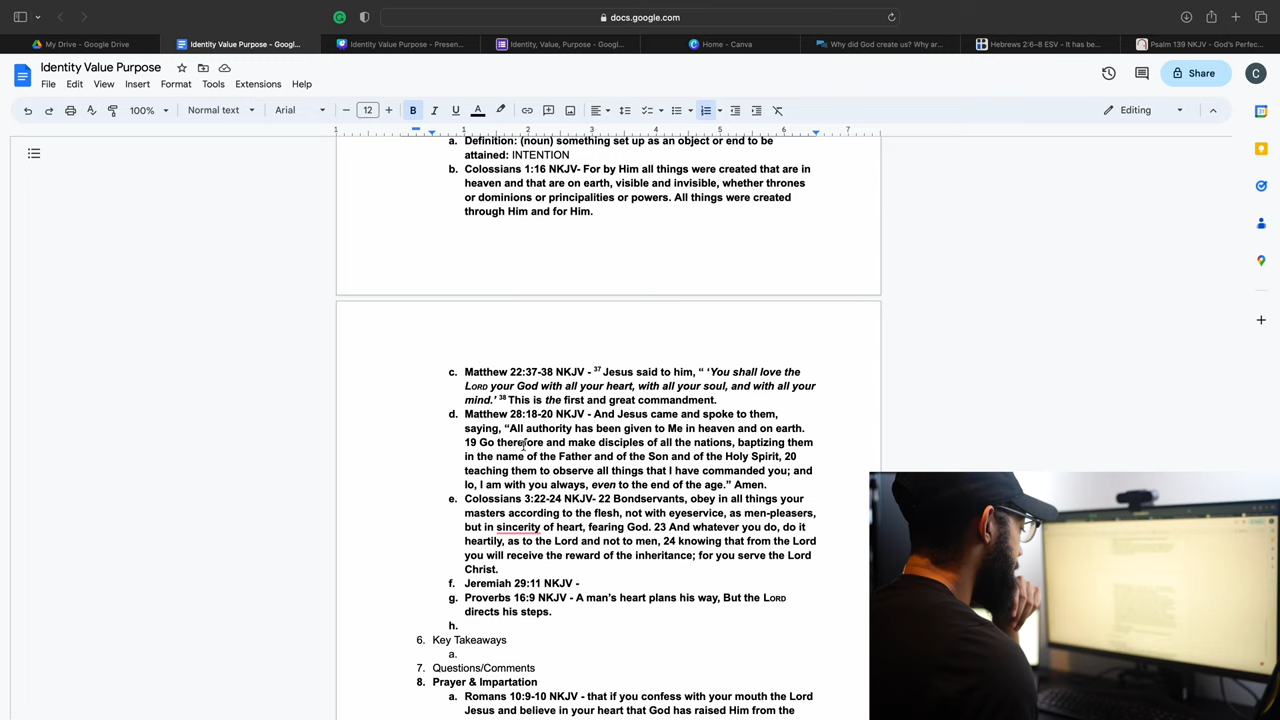 docs.google.com
My Drive - Google Drive
Identity Value Purpose - Googl...
Identity Value Purpose - Presen...
Identity, Value, Purpose - Googl...
Home - Canva
Why did God create us? Why ar...
Hebrews 2:6–8 ESV - It has be...
Psalm 139 NKJV - God's Perfec...
Identity Value Purpose
File Edit View Insert Format Tools Extensions Help
Share
C
100% Normal text Arial 12 B I U A Editing
1 1 2 3 4 5 6 7
a. Definition: (noun) something set up as an object or end to be
attained: INTENTION
b. Colossians 1:16 NKJV- For by Him all things were created that are in
heaven and that are on earth, visible and invisible, whether thrones
or dominions or principalities or powers. All things were created
through Him and for Him.
c. Matthew 22:37-38 NKJV - 37 Jesus said to him, “ ‘You shall love the
LORD your God with all your heart, with all your soul, and with all your
mind.’ 38 This is the first and great commandment.
d. Matthew 28:18-20 NKJV - And Jesus came and spoke to them,
saying, “All authority has been given to Me in heaven and on earth.
19 Go therefore and make disciples of all the nations, baptizing them
in the name of the Father and of the Son and of the Holy Spirit, 20
teaching them to observe all things that I have commanded you; and
lo, I am with you always, even to the end of the age.” Amen.
e. Colossians 3:22-24 NKJV- 22 Bondservants, obey in all things your
masters according to the flesh, not with eyeservice, as men-pleasers,
but in sincerity of heart, fearing God. 23 And whatever you do, do it
heartily, as to the Lord and not to men, 24 knowing that from the Lord
you will receive the reward of the inheritance; for you serve the Lord
Christ.
f. Jeremiah 29:11 NKJV -
g. Proverbs 16:9 NKJV - A man’s heart plans his way, But the LORD
directs his steps.
h.
6. Key Takeaways
a.
7. Questions/Comments
8. Prayer & Impartation
a. Romans 10:9-10 NKJV - that if you confess with your mouth the Lord
Jesus and believe in your heart that God has raised Him from the